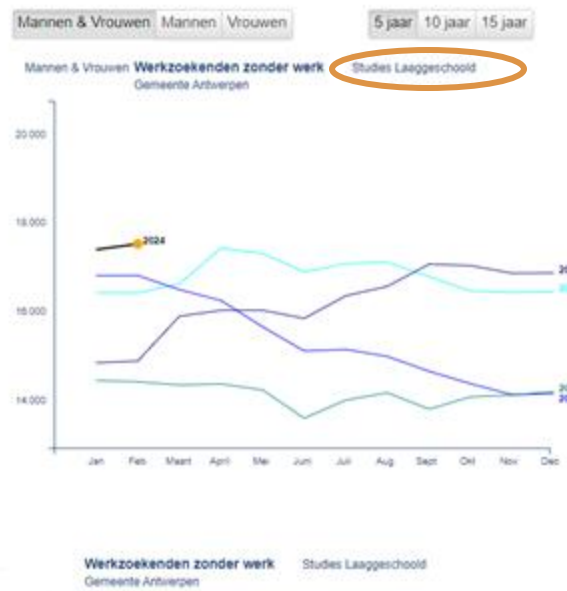 Mannen & Vrouwen Mannen Vrouwen 5 jaar 10 jaar 15 jaar
Mannen & Vrouwen Werkzoekenden zonder werk Studies Laaggeschoold
Gemeente Antwerpen
20.000
18.000
2024
16.000
14.000
Jan Feb Maart April Mei Juni Juli Aug Sept Okt Nov Dec
Werkzoekenden zonder werk Studies Laaggeschoold
Gemeente Antwerpen